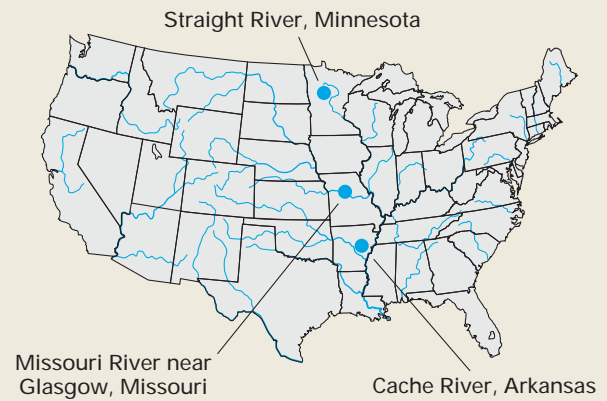 Straight River, Minnesota
Missouri River near
Glasgow, Missouri
Cache River, Arkansas